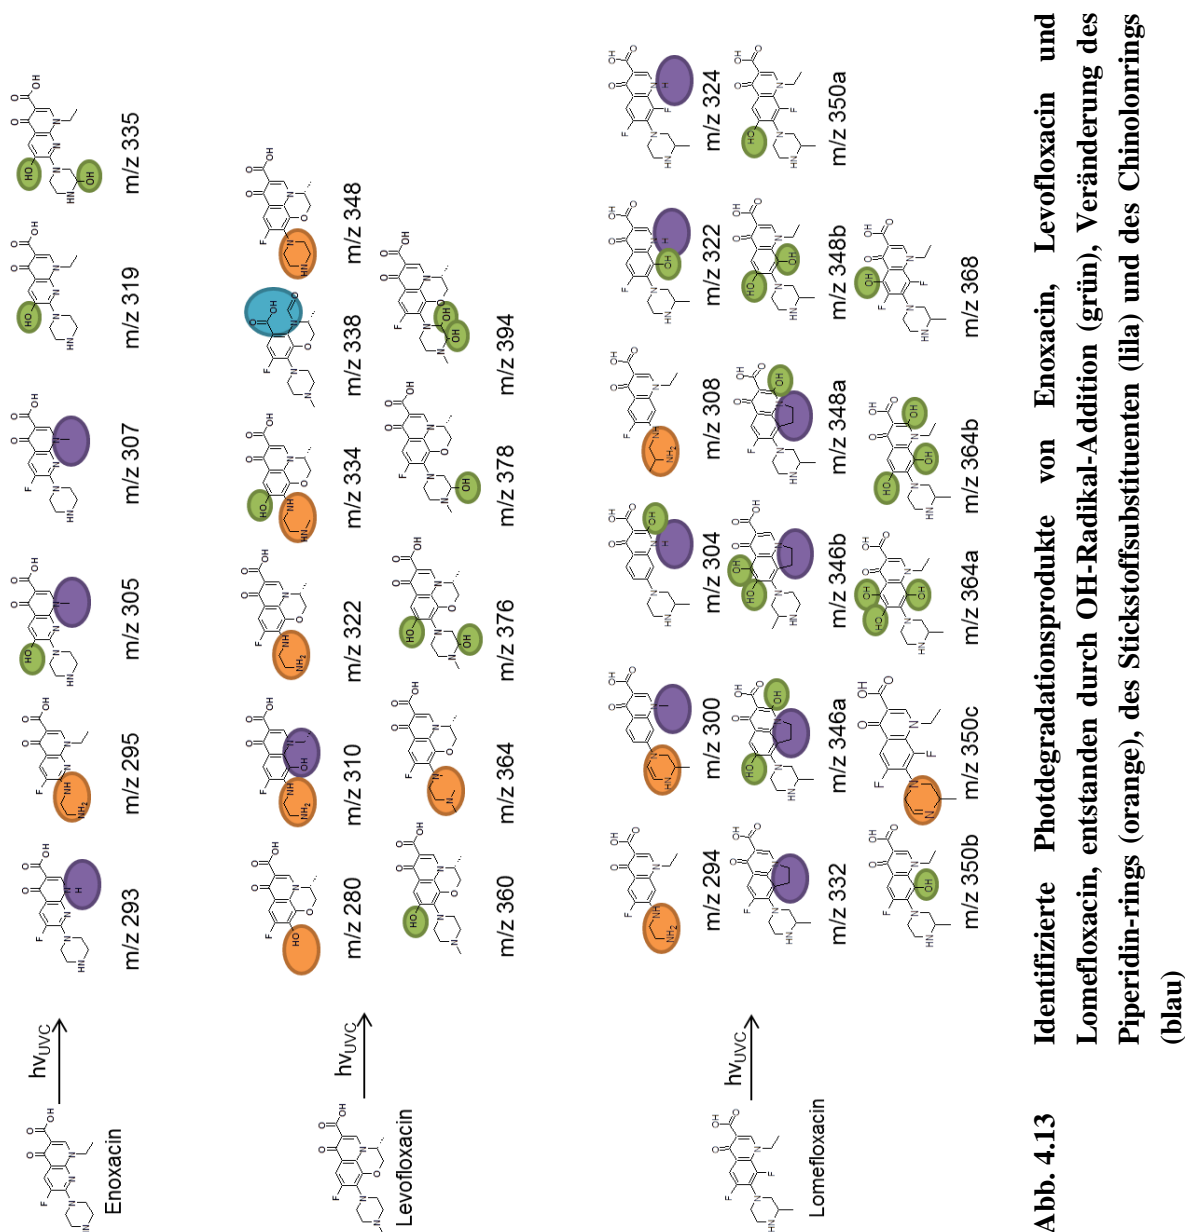 Enoxacin
hν_UVC
m/z 293
m/z 295
m/z 305
m/z 307
m/z 319
m/z 335
Levofloxacin
hν_UVC
m/z 280
m/z 310
m/z 322
m/z 334
m/z 338
m/z 348
m/z 360
m/z 364
m/z 376
m/z 378
m/z 394
Lomefloxacin
hν_UVC
m/z 294
m/z 300
m/z 304
m/z 308
m/z 322
m/z 324
m/z 332
m/z 346a
m/z 346b
m/z 348a
m/z 348b
m/z 350a
m/z 350b
m/z 350c
m/z 364a
m/z 364b
m/z 368
Abb. 4.13 Identifizierte Photdegradationsprodukte von Enoxacin, Levofloxacin und
Lomefloxacin, entstanden durch OH-Radikal-Addition (grün), Veränderung des
Piperidin-rings (orange), des Stickstoffsubstituenten (lila) und des Chinolonrings
(blau)